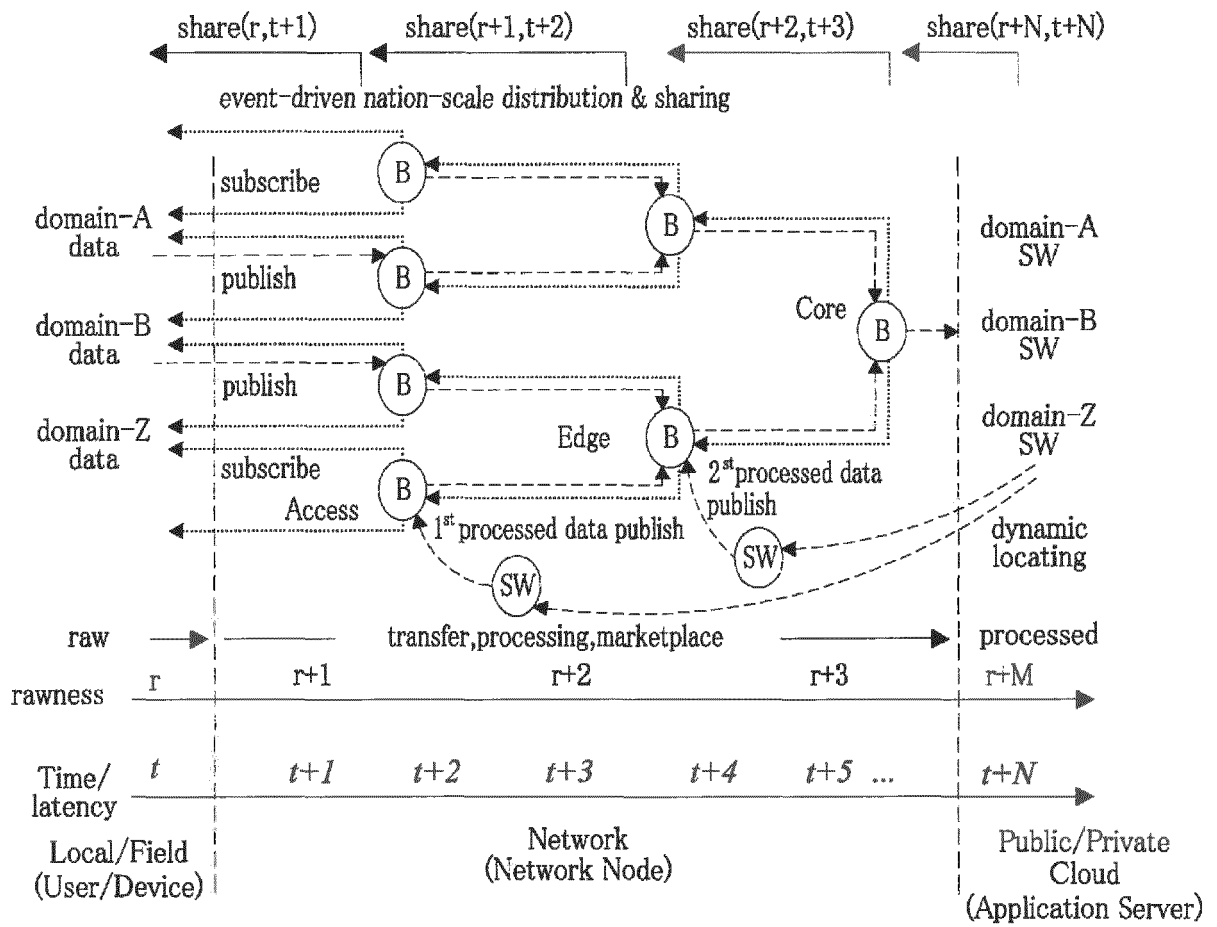 share(r,t+1) share(r+1,t+2) share(r+2,t+3) share(r+N,t+N)
event-driven nation-scale distribution & sharing
B
subscribe
B
domain-A
data
domain-A
SW
B
publish
Core
B
domain-B
data
domain-B
SW
B
publish
domain-Z
data
Edge
B
domain-Z
SW
subscribe
B
2st processed data
publish
Access
1st processed data publish
dynamic
locating
SW
SW
raw transfer,processing,marketplace processed
rawness r r+1 r+2 r+3 r+M
Time/
latency
t t+1 t+2 t+3 t+4 t+5 ... t+N
Local/Field
(User/Device)
Network
(Network Node)
Public/Private
Cloud
(Application Server)